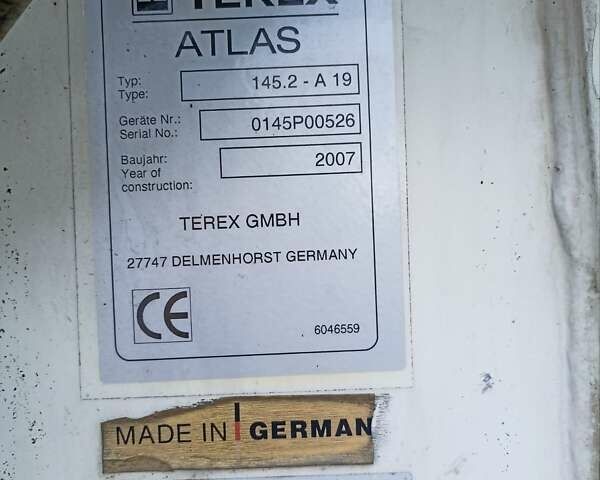 TEREX
ATLAS
Typ: 145.2 - A 19
Type:
Geräte Nr.: 0145P00526
Serial No.:
Baujahr: 2007
Year of
construction:
TEREX GMBH
27747 DELMENHORST GERMANY
CE
6046559
MADE IN GERMAN